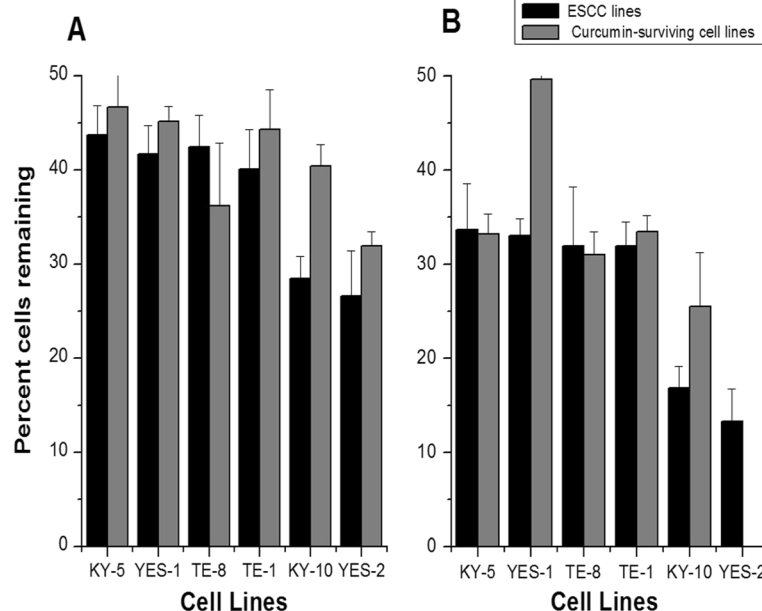 A
B
ESCC lines
Curcumin-surviving cell lines
Percent cells remaining
50
40
30
20
10
0
KY-5 YES-1 TE-8 TE-1 KY-10 YES-2
Cell Lines
50
40
30
20
10
0
KY-5 YES-1 TE-8 TE-1 KY-10 YES-2
Cell Lines